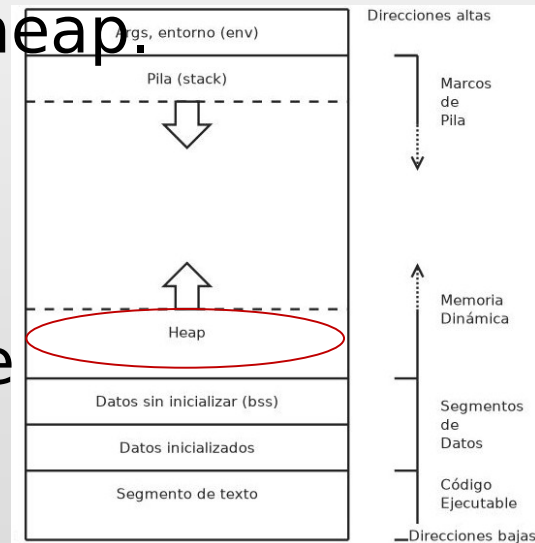 heap.
e
Args, entorno (env)
Pila (stack)
Heap
Datos sin inicializar (bss)
Datos inicializados
Segmento de texto
Direcciones altas
Marcos
de
Pila
Memoria
Dinámica
Segmentos
de
Datos
Código
Ejecutable
Direcciones bajas